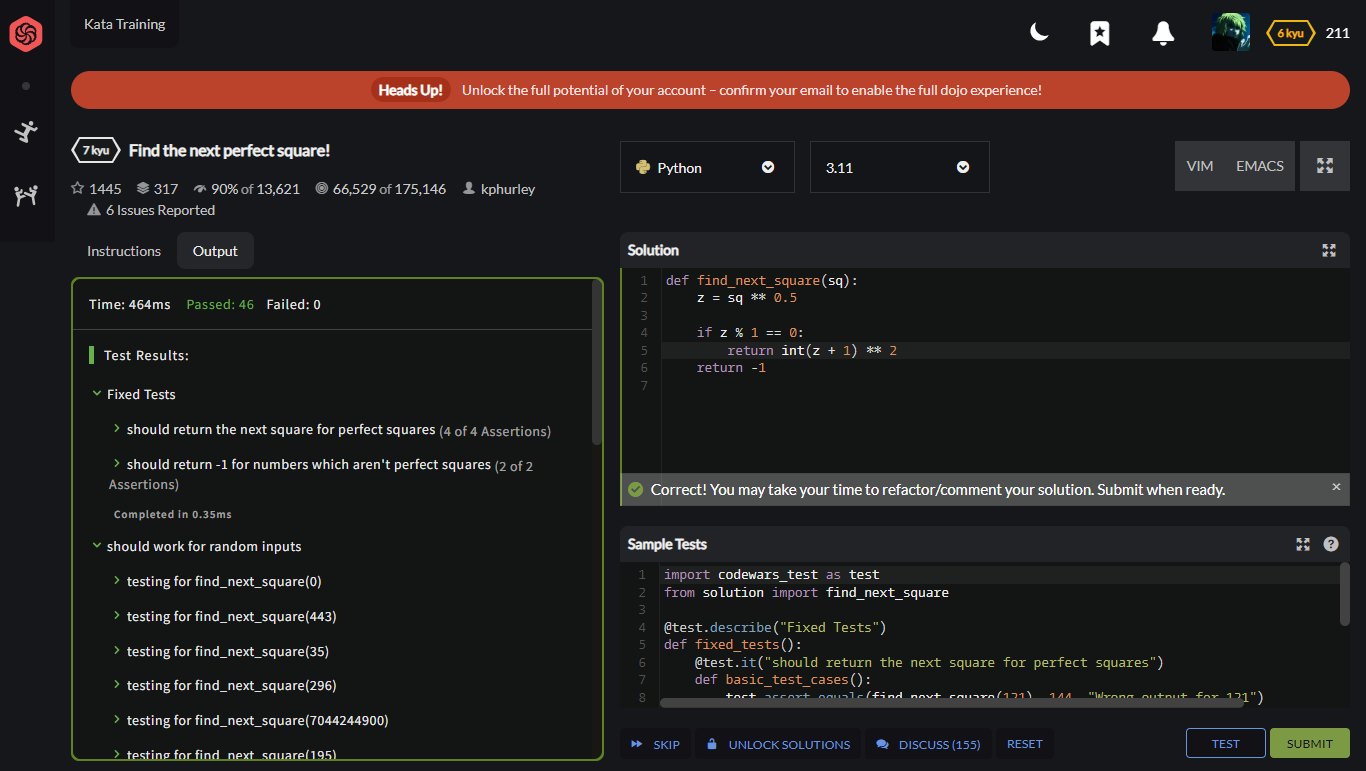 Kata Training
6 kyu 211
Heads Up! Unlock the full potential of your account – confirm your email to enable the full dojo experience!
7 kyu Find the next perfect square!
1445 317 90% of 13,621 66,529 of 175,146 kphurley
6 Issues Reported
Instructions Output
Time: 464ms Passed: 46 Failed: 0
Test Results:
Fixed Tests
should return the next square for perfect squares (4 of 4 Assertions)
should return -1 for numbers which aren't perfect squares (2 of 2
Assertions)
Completed in 0.35ms
should work for random inputs
testing for find_next_square(0)
testing for find_next_square(443)
testing for find_next_square(35)
testing for find_next_square(296)
testing for find_next_square(7044244900)
testing for find_next_square(195)
Python 3.11 VIM EMACS
Solution
1 def find_next_square(sq):
2 z = sq ** 0.5
3
4 if z % 1 == 0:
5 return int(z + 1) ** 2
6 return -1
7
Correct! You may take your time to refactor/comment your solution. Submit when ready. ×
Sample Tests ?
1 import codewars_test as test
2 from solution import find_next_square
3
4 @test.describe("Fixed Tests")
5 def fixed_tests():
6 @test.it("should return the next square for perfect squares")
7 def basic_test_cases():
8 test.assert_equals(find_next_square(121), 144, "Wrong output for 121")
SKIP UNLOCK SOLUTIONS DISCUSS (155) RESET TEST SUBMIT